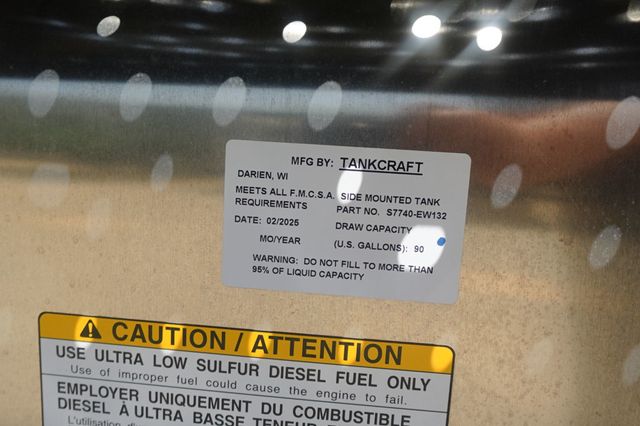 MFG BY: TANKCRAFT
DARIEN, WI
MEETS ALL F.M.C.S.A. SIDE MOUNTED TANK
REQUIREMENTS PART NO. S7740-EW132
DATE: 02/2025 DRAW CAPACITY
MO/YEAR (U.S. GALLONS): 90
WARNING: DO NOT FILL TO MORE THAN
95% OF LIQUID CAPACITY
CAUTION / ATTENTION
USE ULTRA LOW SULFUR DIESEL FUEL ONLY
Use of improper fuel could cause the engine to fail.
EMPLOYER UNIQUEMENT DU COMBUSTIBLE
DIESEL À ULTRA BASSE TENEUR
L'utilisation